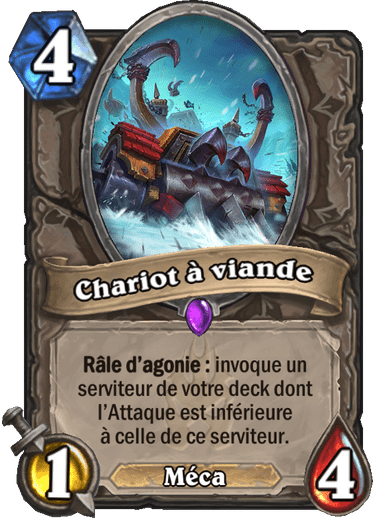 4
Chariot à viande
Râle d’agonie : invoque un
serviteur de votre deck dont
l’Attaque est inférieure
à celle de ce serviteur.
1
Méca
4